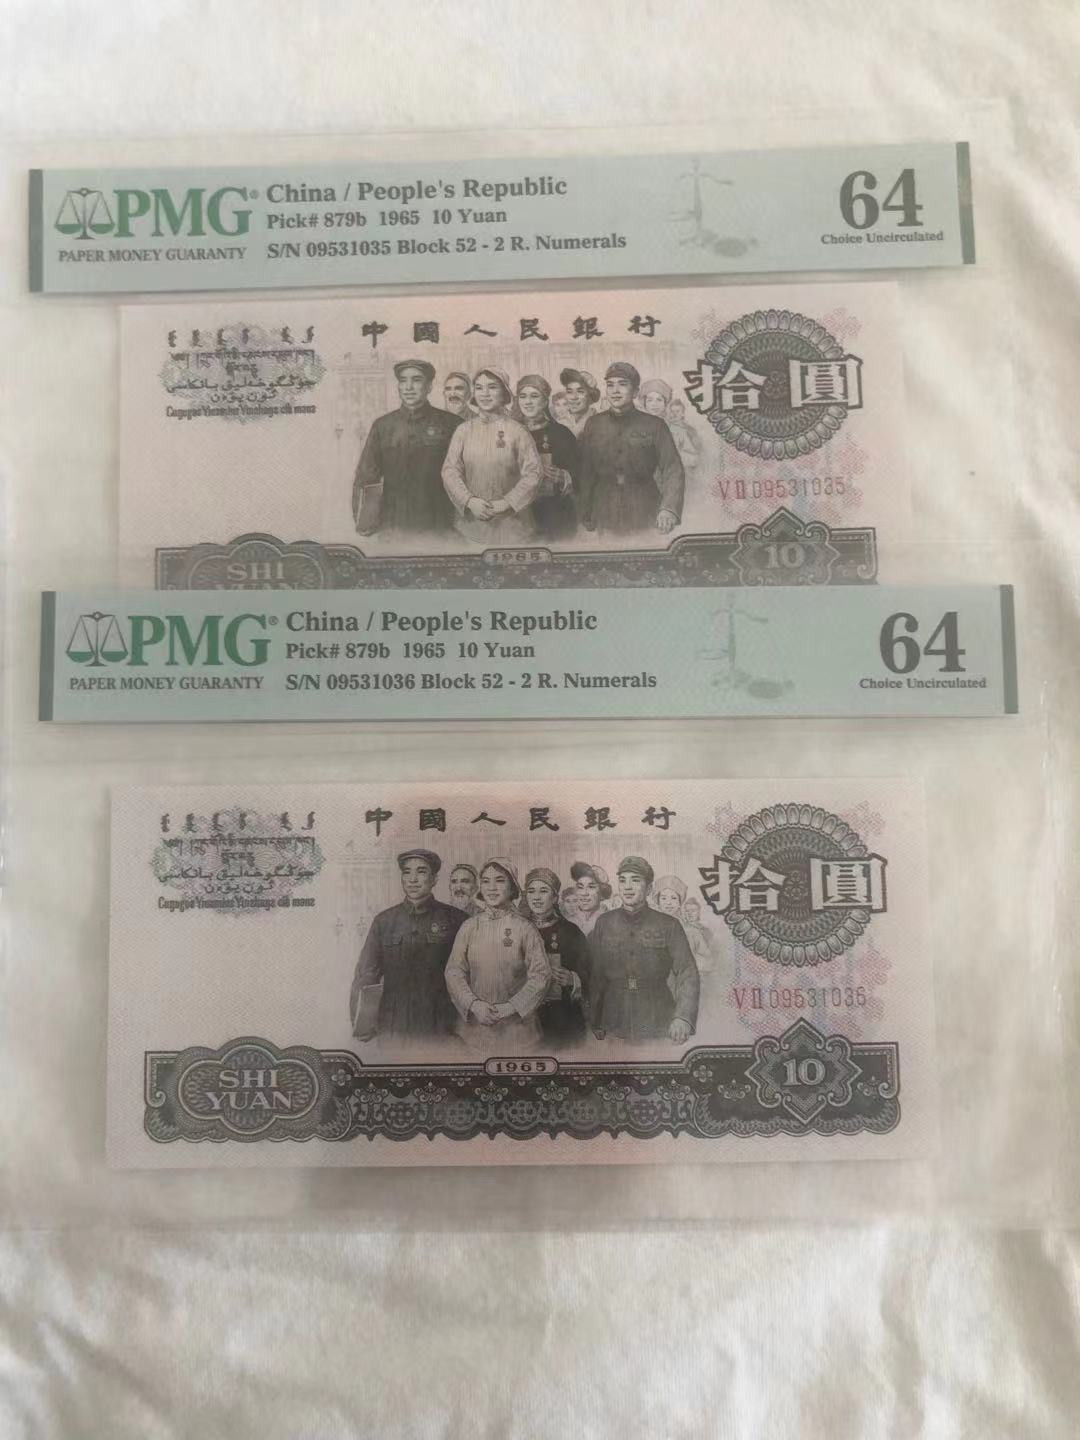 PMG® China / People's Republic 64
Pick# 879b 1965 10 Yuan
PAPER MONEY GUARANTY S/N 09531035 Block 52 - 2 R. Numerals Choice Uncirculated
中國人民銀行
拾圓
VII 09531035
1965
10
SHI
YUAN
PMG® China / People's Republic 64
Pick# 879b 1965 10 Yuan
PAPER MONEY GUARANTY S/N 09531036 Block 52 - 2 R. Numerals Choice Uncirculated
中國人民銀行
拾圓
VII 09531036
1965
10
SHI
YUAN